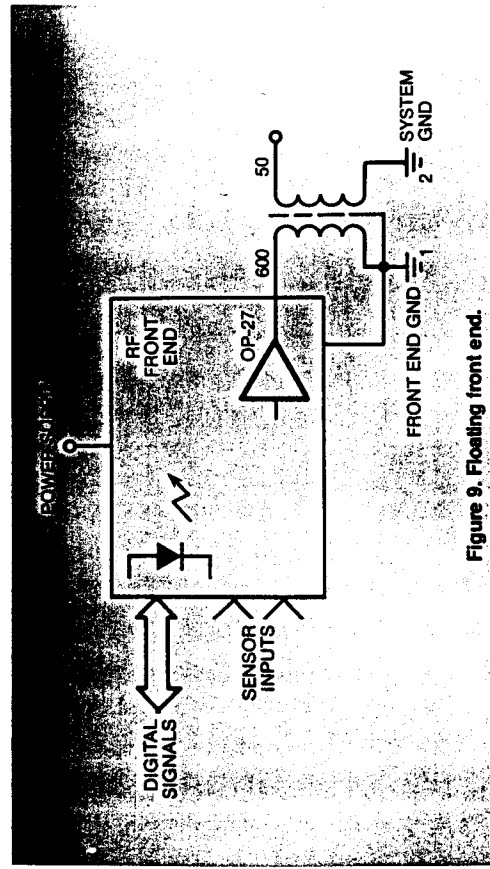 POWER SUPPLY
RF
FRONT
END
DIGITAL
SIGNALS
SENSOR
INPUTS
OP-27
600
50
FRONT END GND
1
2
SYSTEM
GND
Figure 9. Floating front end.